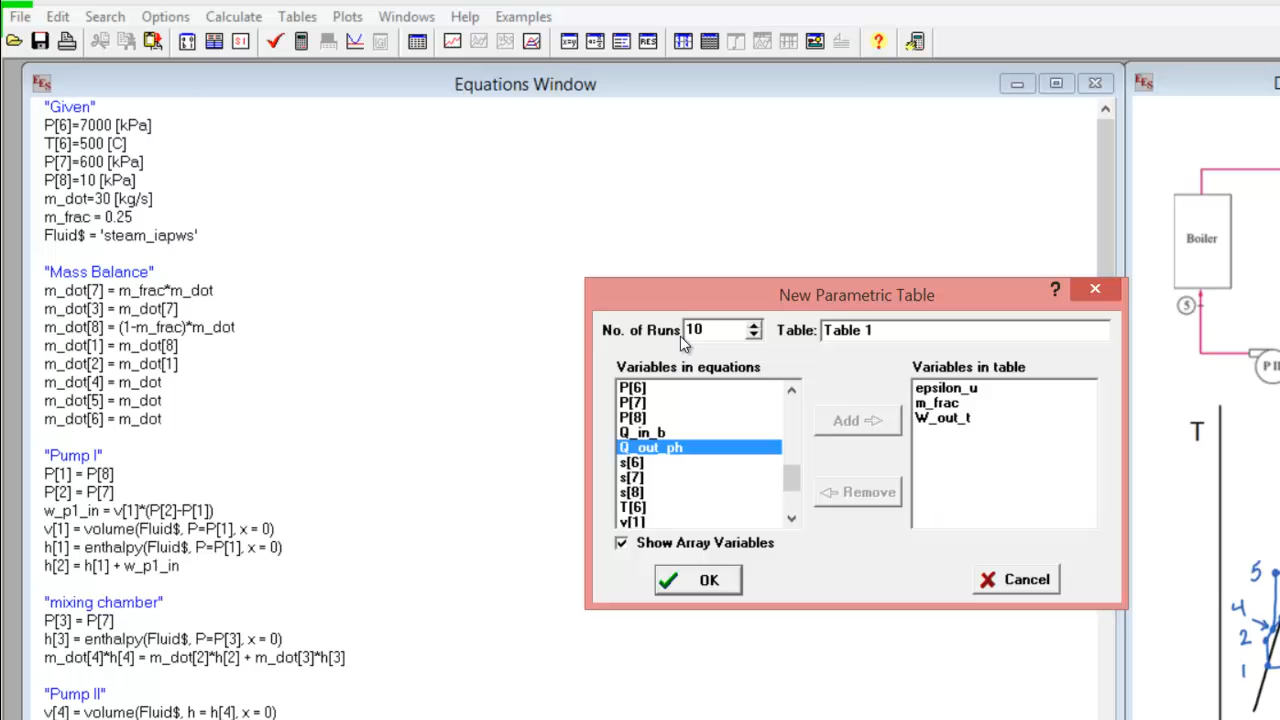 File Edit Search Options Calculate Tables Plots Windows Help Examples
Equations Window
"Given"
P[6]=7000 [kPa]
T[6]=500 [C]
P[7]=600 [kPa]
P[8]=10 [kPa]
m_dot=30 [kg/s]
m_frac = 0.25
Fluid$ = 'steam_iapws'
"Mass Balance"
m_dot[7] = m_frac*m_dot
m_dot[3] = m_dot[7]
m_dot[8] = (1-m_frac)*m_dot
m_dot[1] = m_dot[8]
m_dot[2] = m_dot[1]
m_dot[4] = m_dot
m_dot[5] = m_dot
m_dot[6] = m_dot
"Pump I"
P[1] = P[8]
P[2] = P[7]
w_p1_in = v[1]*(P[2]-P[1])
v[1] = volume(Fluid$, P=P[1], x = 0)
h[1] = enthalpy(Fluid$, P=P[1], x = 0)
h[2] = h[1] + w_p1_in
"mixing chamber"
P[3] = P[7]
h[3] = enthalpy(Fluid$, P=P[3], x = 0)
m_dot[4]*h[4] = m_dot[2]*h[2] + m_dot[3]*h[3]
"Pump II"
v[4] = volume(Fluid$, h = h[4], x = 0)
New Parametric Table
?
No. of Runs 10 Table: Table 1
Variables in equations
P[6]
P[7]
P[8]
Q_in_b
Q_out_ph
s[6]
s[7]
s[8]
T[6]
v[1]
Add
Remove
Variables in table
epsilon_u
m_frac
W_out_t
Show Array Variables
OK Cancel
Boiler
5
P II
T
5
4
2
1